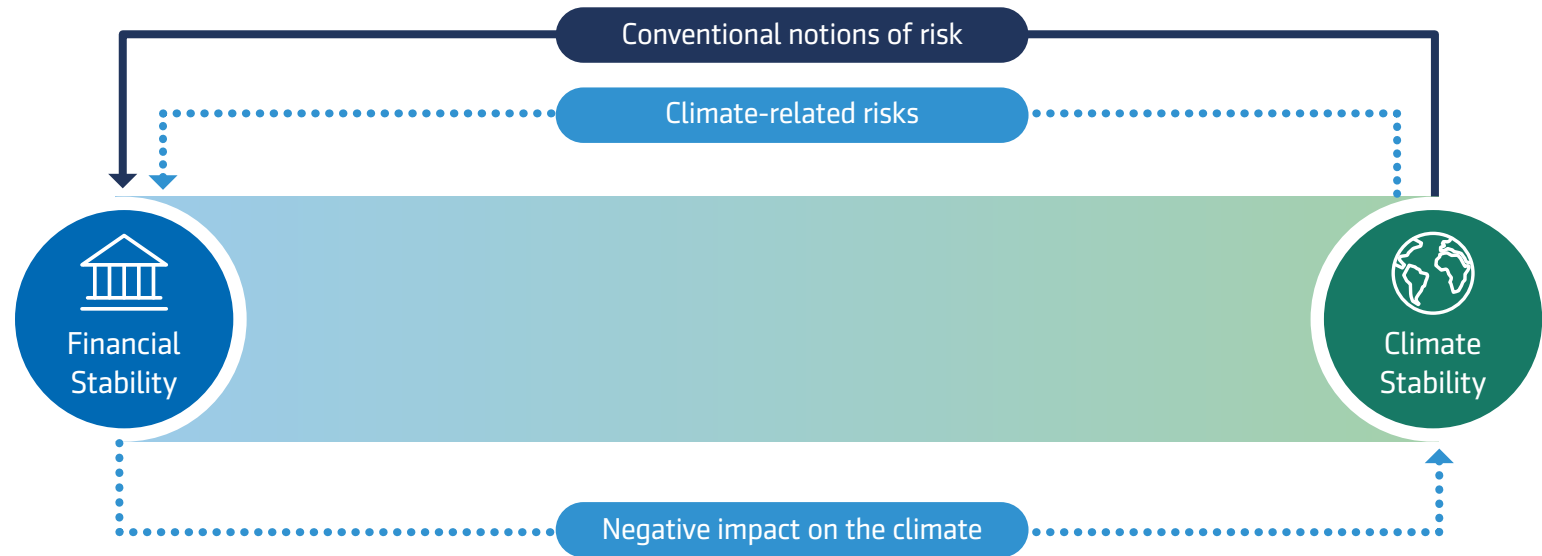 Conventional notions of risk
Climate-related risks
Financial
Stability
Climate
Stability
Negative impact on the climate